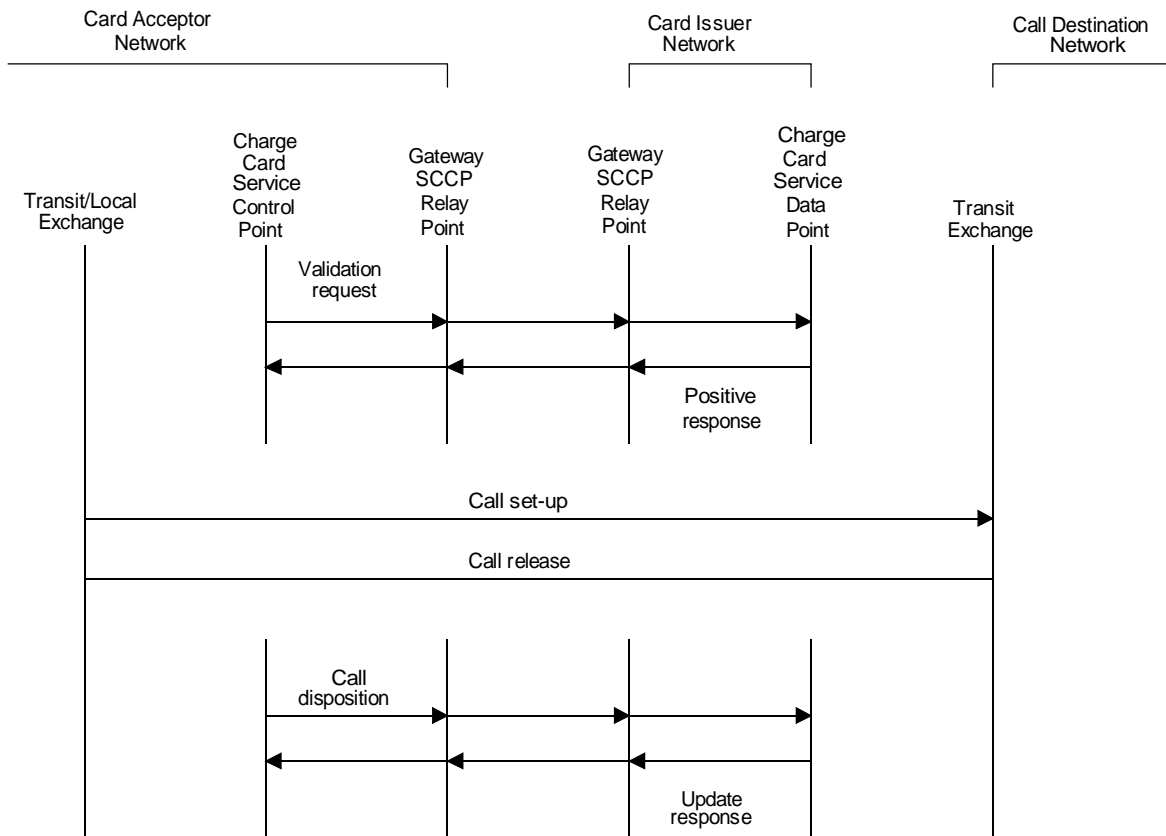 Card Acceptor
Network
Card Issuer
Network
Call Destination
Network
Transit/Local
Exchange
Charge
Card
Service
Control
Point
Gateway
SCCP
Relay
Point
Gateway
SCCP
Relay
Point
Charge
Card
Service
Data
Point
Transit
Exchange
Validation
request
Positive
response
Call set-up
Call release
Call
disposition
Update
response